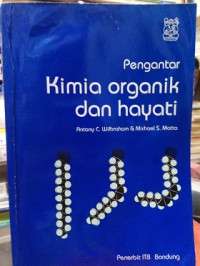 Pengantar
Kimia organik
dan hayati
Antony C. Wilbraham & Michael S. Matta
Penerbit ITB Bandung